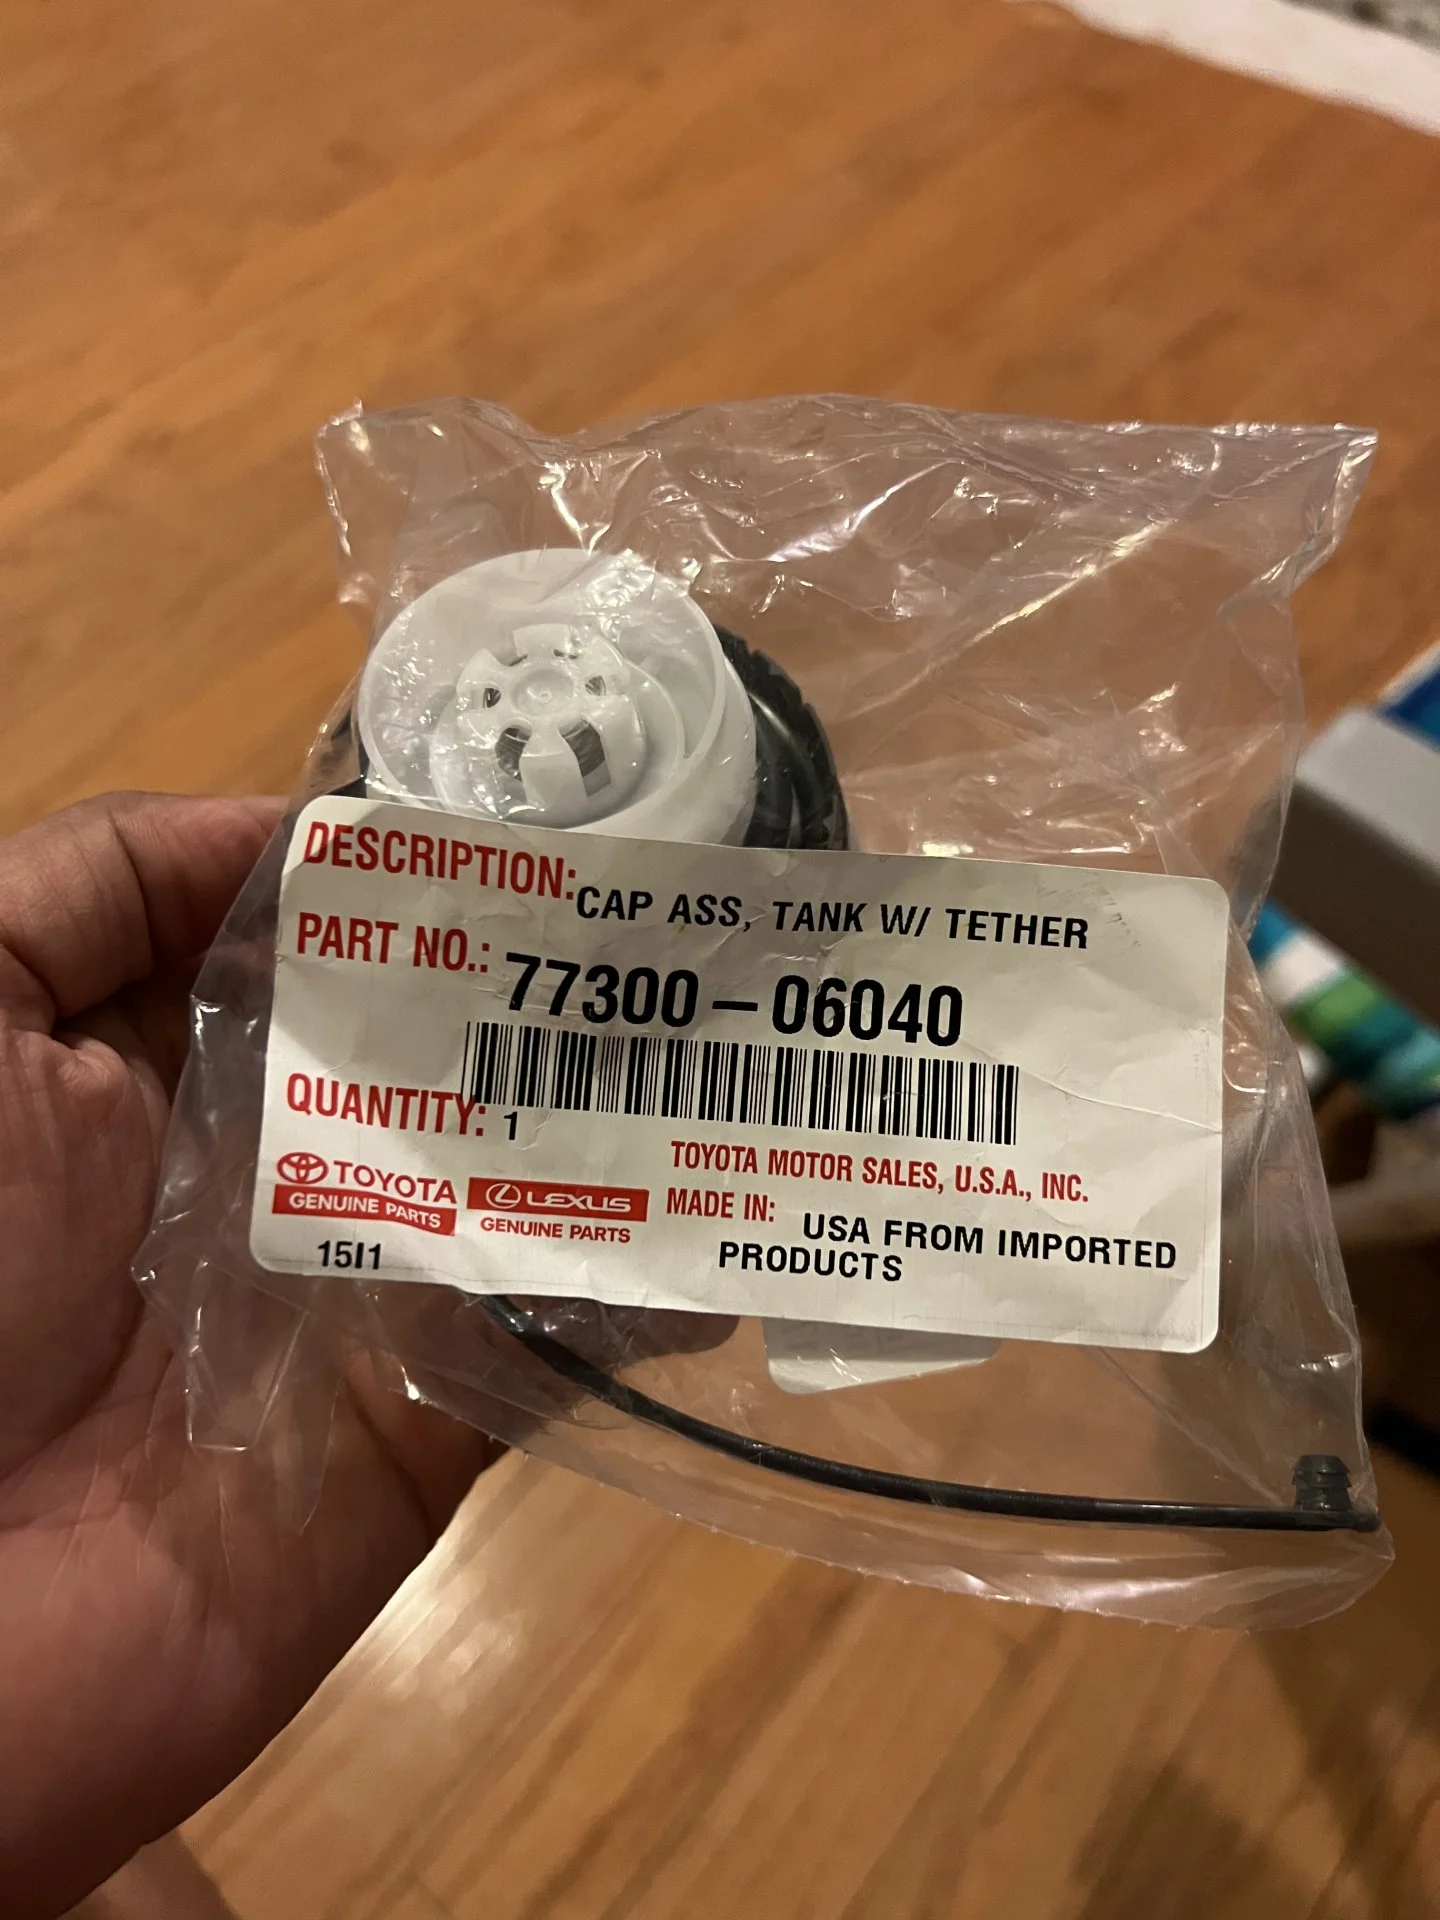 DESCRIPTION: CAP ASS, TANK W/ TETHER
PART NO.: 77300-06040
QUANTITY: 1
TOYOTA
GENUINE PARTS
LEXUS
GENUINE PARTS
15I1
TOYOTA MOTOR SALES, U.S.A., INC.
MADE IN: USA FROM IMPORTED
PRODUCTS